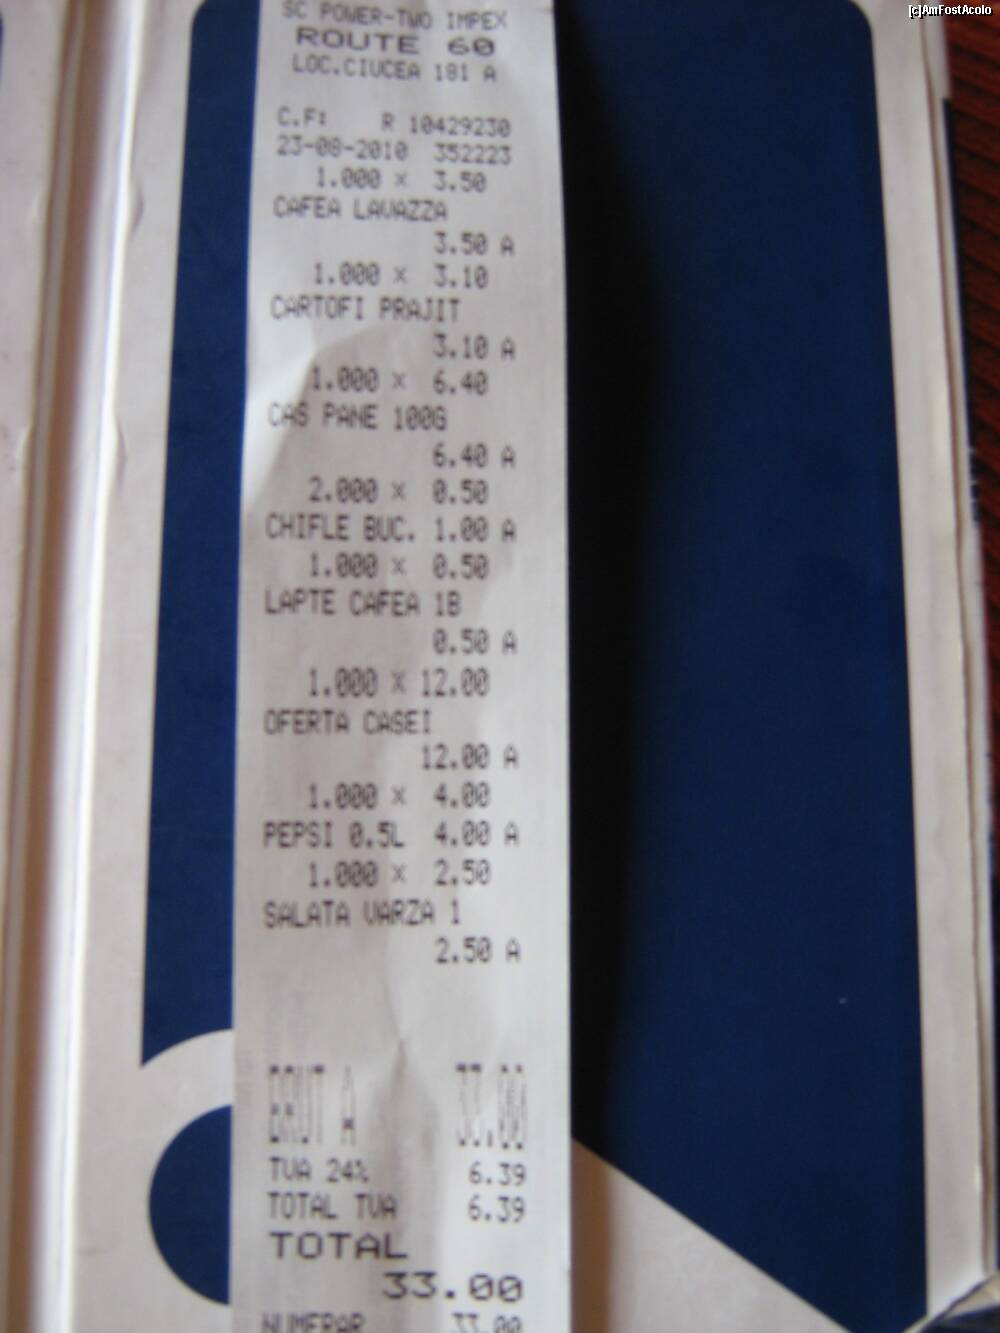 [c]AmFostAcolo
SC POWER-TWO IMPEX
ROUTE 60
LOC.CIUCEA 181 A
C.F: R 10429230
23-08-2010 352223
1.000 x 3.50
CAFEA LAVAZZA
3.50 A
1.000 x 3.10
CARTOFI PRAJIT
3.10 A
1.000 x 6.40
CAS PANE 100G
6.40 A
2.000 x 0.50
CHIFLE BUC. 1.00 A
1.000 x 0.50
LAPTE CAFEA 1B
0.50 A
1.000 x 12.00
OFERTA CASEI
12.00 A
1.000 x 4.00
PEPSI 0.5L 4.00 A
1.000 x 2.50
SALATA VARZA 1
2.50 A
BRUT A 33.00
TVA 24% 6.39
TOTAL TVA 6.39
TOTAL
33.00
NUMERAR 33.00